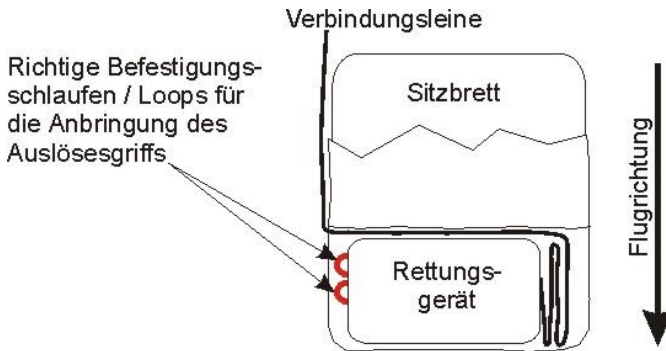 Verbindungsleine
Richtige Befestigungs-
schlaufen / Loops für
die Anbringung des
Auslösesgriffs
Sitzbrett
Flugrichtung
Rettungs-
gerät